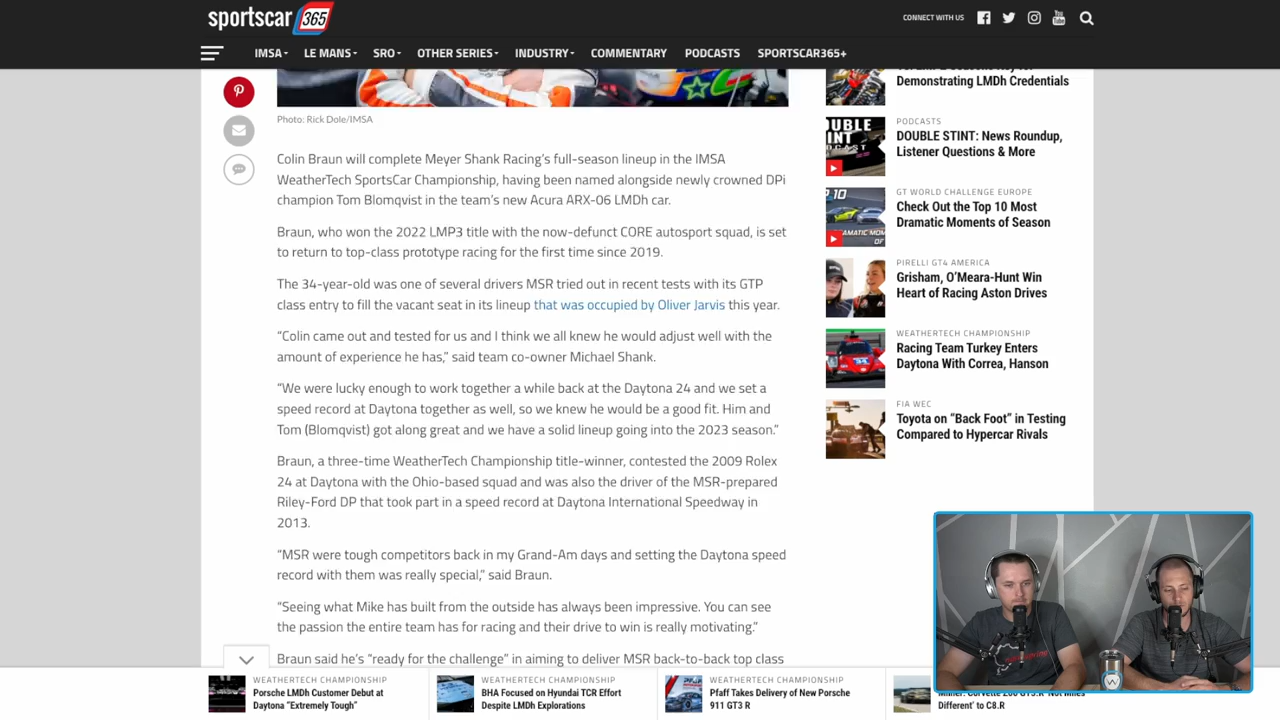 sportscar 365
CONNECT WITH US
IMSA
LE MANS
SRO
OTHER SERIES
INDUSTRY
COMMENTARY
PODCASTS
SPORTSCAR365+
Photo: Rick Dole/IMSA
Colin Braun will complete Meyer Shank Racing's full-season lineup in the IMSA
WeatherTech SportsCar Championship, having been named alongside newly crowned DPi
champion Tom Blomqvist in the team's new Acura ARX-06 LMDh car.
Braun, who won the 2022 LMP3 title with the now-defunct CORE autosport squad, is set
to return to top-class prototype racing for the first time since 2019.
The 34-year-old was one of several drivers MSR tried out in recent tests with its GTP
class entry to fill the vacant seat in its lineup that was occupied by Oliver Jarvis this year.
“Colin came out and tested for us and I think we all knew he would adjust well with the
amount of experience he has,” said team co-owner Michael Shank.
“We were lucky enough to work together a while back at the Daytona 24 and we set a
speed record at Daytona together as well, so we knew he would be a good fit. Him and
Tom (Blomqvist) got along great and we have a solid lineup going into the 2023 season.”
Braun, a three-time WeatherTech Championship title-winner, contested the 2009 Rolex
24 at Daytona with the Ohio-based squad and was also the driver of the MSR-prepared
Riley-Ford DP that took part in a speed record at Daytona International Speedway in
2013.
“MSR were tough competitors back in my Grand-Am days and setting the Daytona speed
record with them was really special,” said Braun.
“Seeing what Mike has built from the outside has always been impressive. You can see
the passion the entire team has for racing and their drive to win is really motivating.”
Braun said he's “ready for the challenge” in aiming to deliver MSR back-to-back top class
Demonstrating LMDh Credentials
PODCASTS
DOUBLE STINT: News Roundup,
Listener Questions & More
GT WORLD CHALLENGE EUROPE
Check Out the Top 10 Most
Dramatic Moments of Season
PIRELLI GT4 AMERICA
Grisham, O'Meara-Hunt Win
Heart of Racing Aston Drives
WEATHERTECH CHAMPIONSHIP
Racing Team Turkey Enters
Daytona With Correa, Hanson
FIA WEC
Toyota on “Back Foot” in Testing
Compared to Hypercar Rivals
WEATHERTECH CHAMPIONSHIP
Porsche LMDh Customer Debut at
Daytona “Extremely Tough”
WEATHERTECH CHAMPIONSHIP
BHA Focused on Hyundai TCR Effort
Despite LMDh Explorations
WEATHERTECH CHAMPIONSHIP
Pfaff Takes Delivery of New Porsche
911 GT3 R
Different' to C8.R